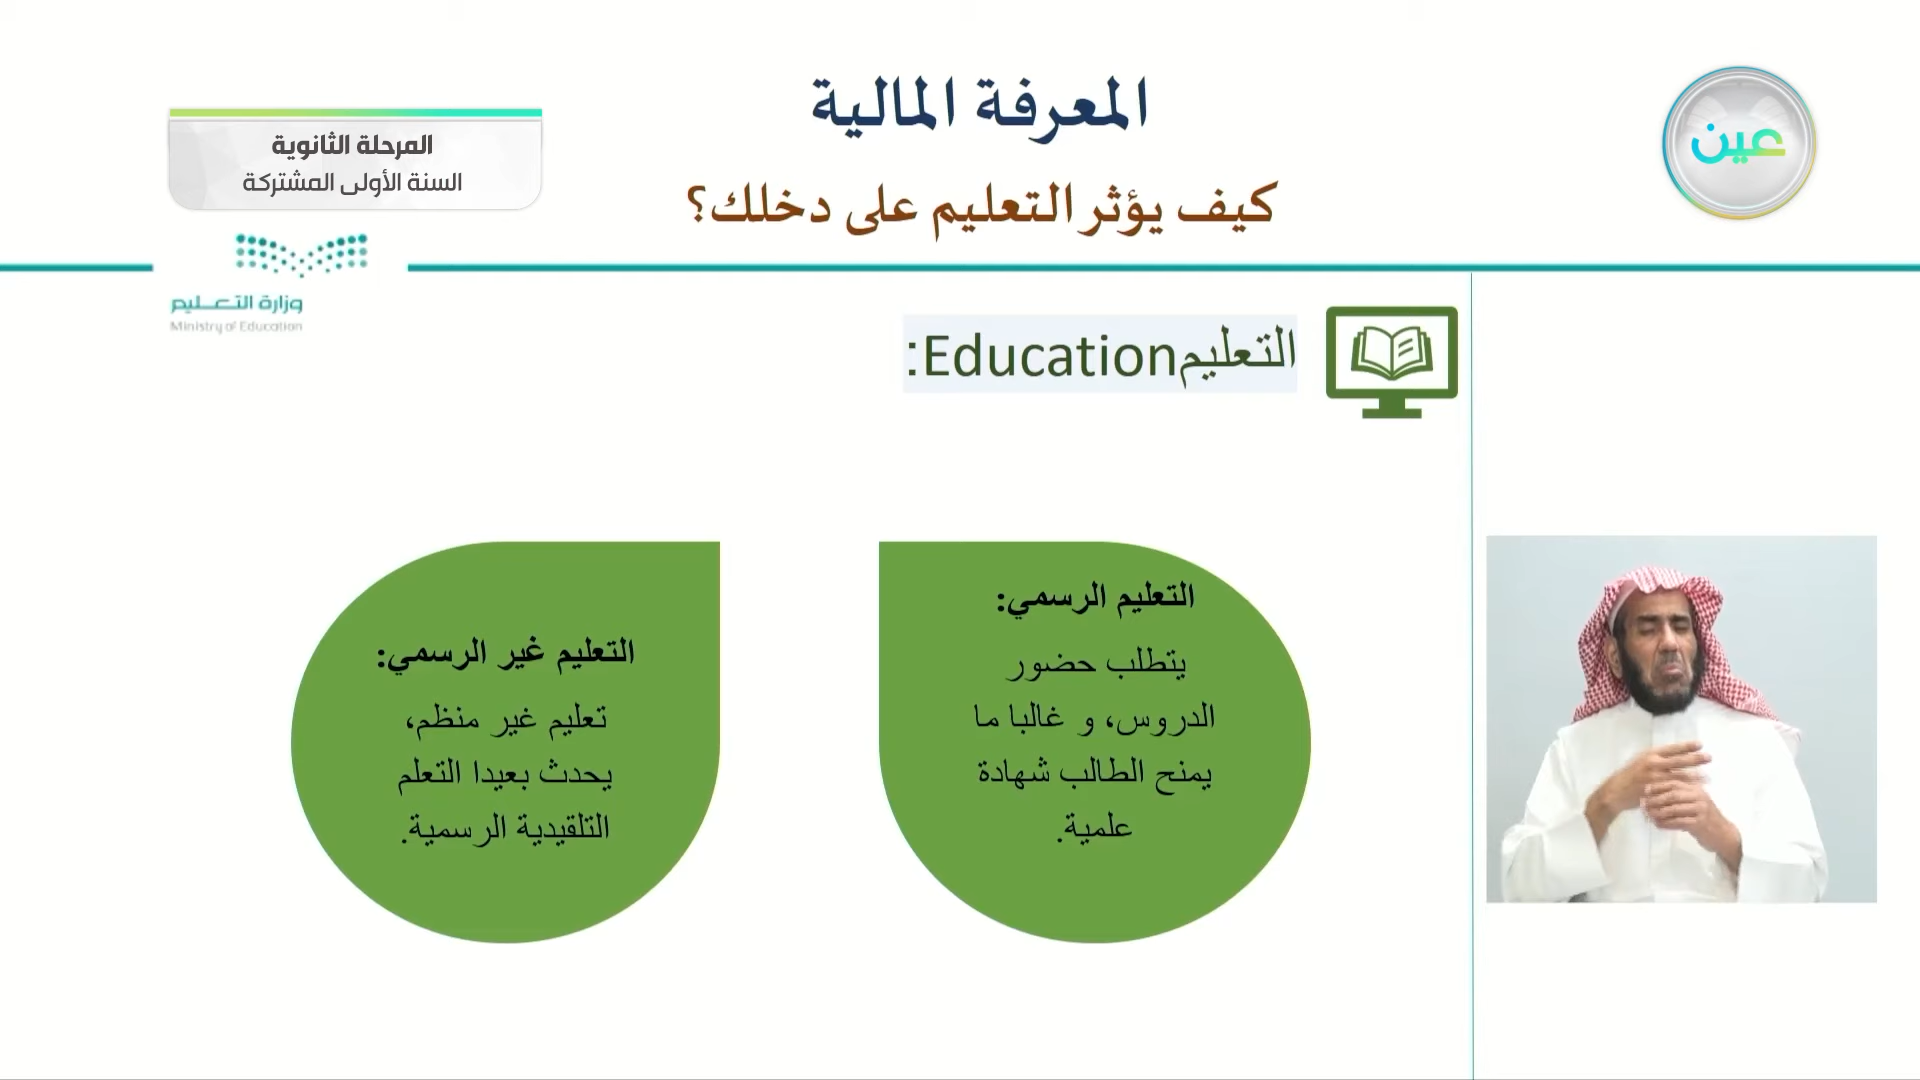 المعرفة المالية
كيف يؤثر التعليم على دخلك؟
عين
المرحلة الثانوية
السنة الأولى المشتركة
وزارة التعليم
Ministry of Education
التعليمEducation:
التعليم الرسمي:
يتطلب حضور
الدروس، و غالبا ما
يمنح الطالب شهادة
علمية.
التعليم غير الرسمي:
تعليم غير منظم،
يحدث بعيدا التعلم
التلقيدية الرسمية.